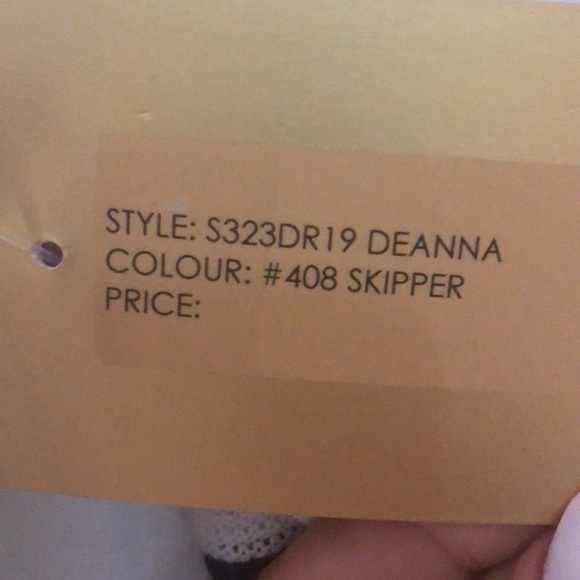 STYLE: S323DR19 DEANNA
COLOUR: #408 SKIPPER
PRICE: